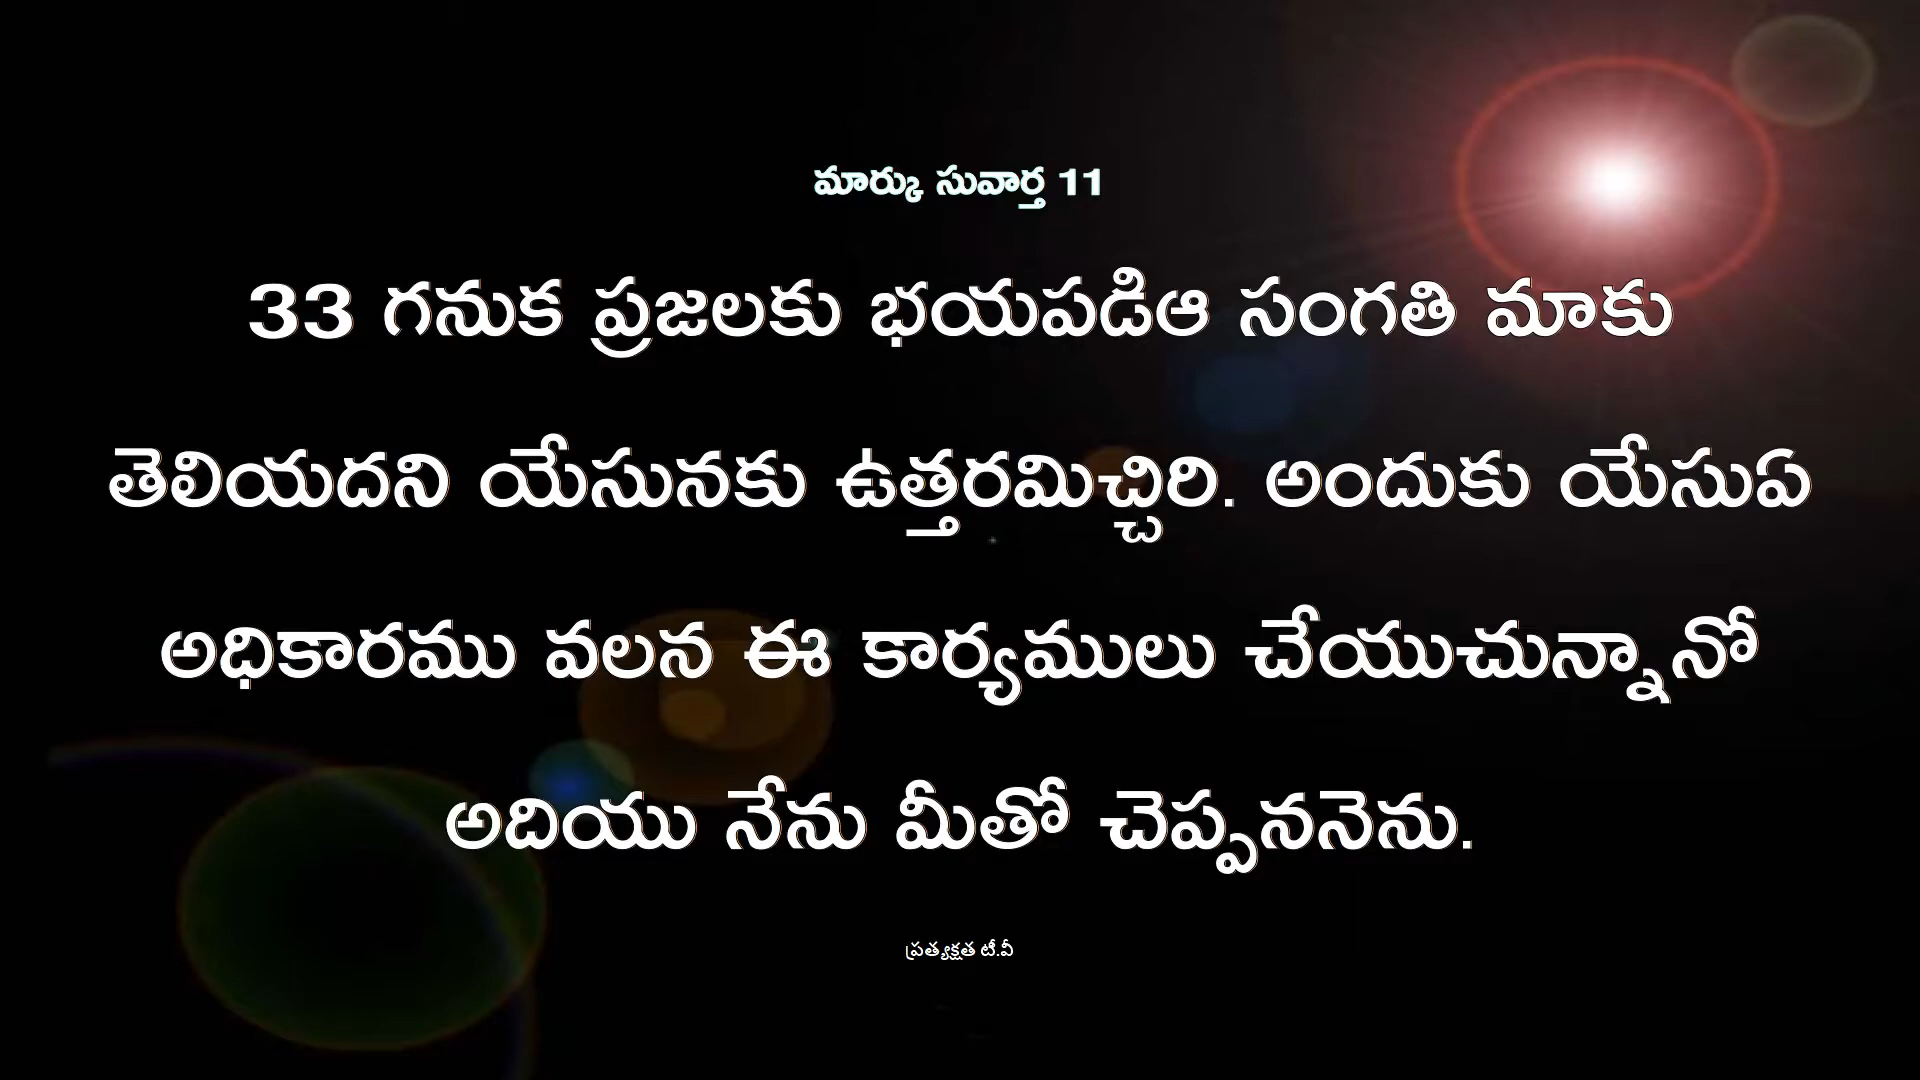 మార్కు సువార్త 11
33 గనుక ప్రజలకు భయపడిఆ సంగతి మాకు
తెలియదని యేసునకు ఉత్తరమిచ్చిరి. అందుకు యేసుఏ
అధికారము వలన ఈ కార్యములు చేయుచున్నానో
అదియు నేను మీతో చెప్పననెను.
ప్రత్యక్షత టీ.వీ